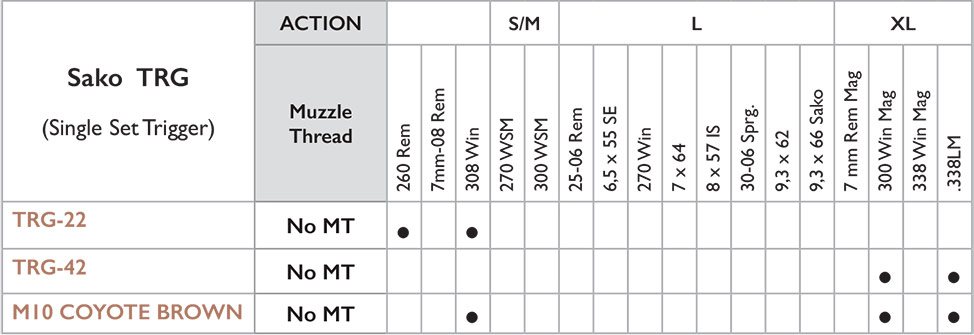 ACTION S/M L XL
Sako TRG
(Single Set Trigger)
Muzzle
Thread
260 Rem
7mm-08 Rem
308 Win
270 WSM
300 WSM
25-06 Rem
6,5 x 55 SE
270 Win
7 x 64
8 x 57 IS
30-06 Sprg.
9,3 x 62
9,3 x 66 Sako
7 mm Rem Mag
300 Win Mag
338 Win Mag
.338LM
TRG-22 No MT ● ●
TRG-42 No MT ● ●
M10 COYOTE BROWN No MT ● ● ●